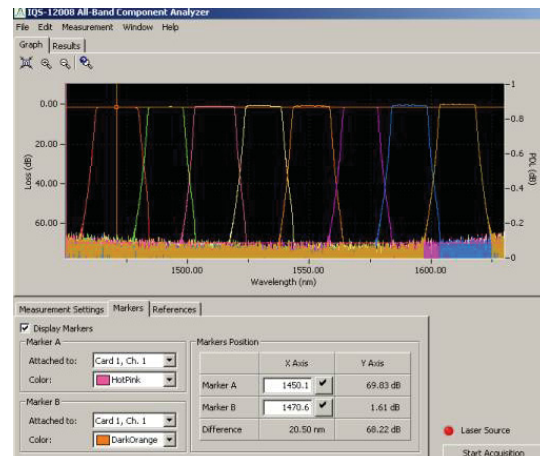 IQS-12008 All-Band Component Analyzer
File Edit Measurement Window Help
Graph Results
0.00
20.00
40.00
60.00
Loss (dB)
1
0.8
0.6
0.4
0.2
0
PDL (dB)
1500.00 1550.00 1600.00
Wavelength (nm)
Measurement Settings Markers References
Display Markers
Marker A
Attached to: Card 1, Ch. 1
Color: HotPink
Marker B
Attached to: Card 1, Ch. 1
Color: DarkOrange
Markers Position
X Axis Y Axis
Marker A 1450.1 69.83 dB
Marker B 1470.6 1.61 dB
Difference 20.50 nm 68.22 dB
Laser Source
Start Acquisition